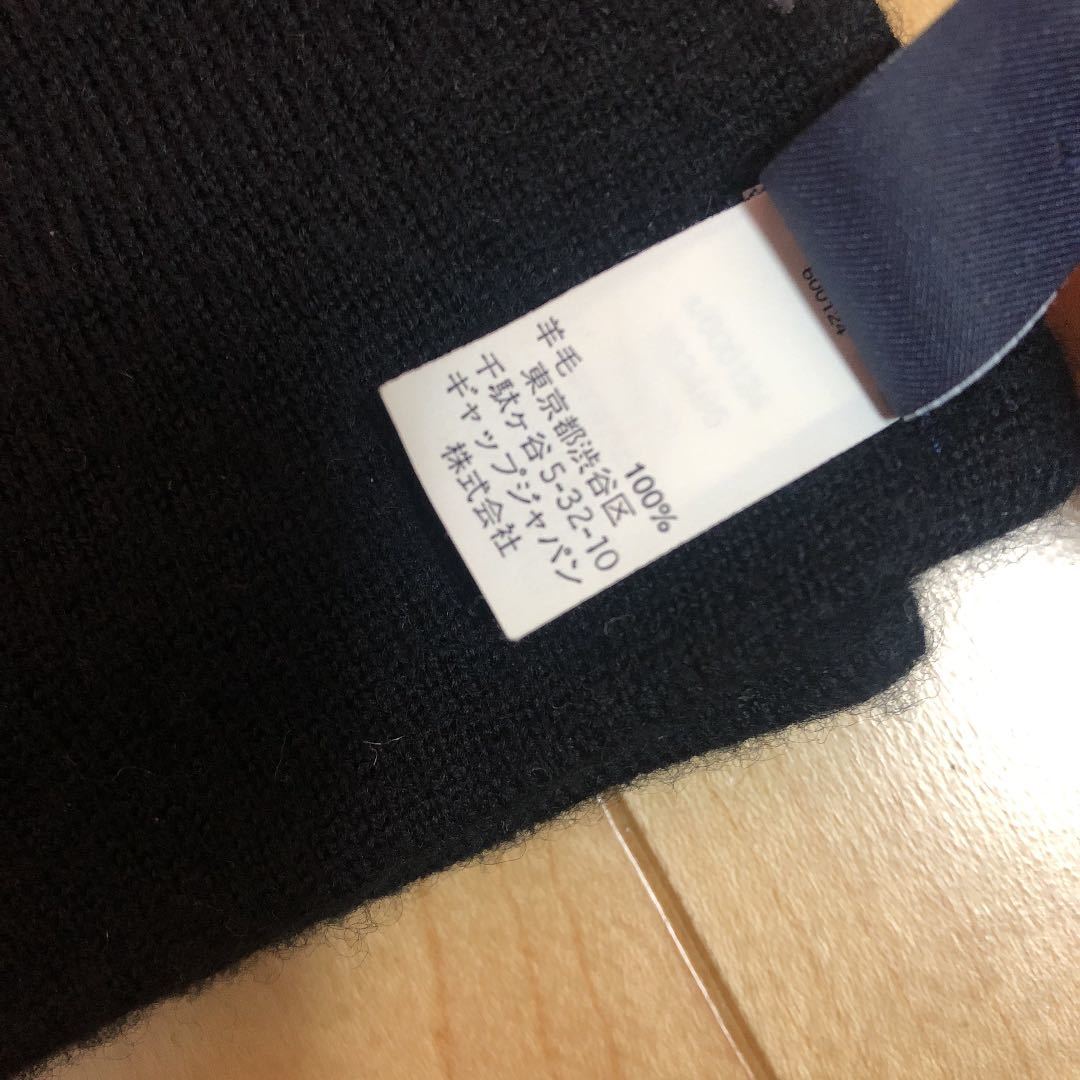 600124
羊毛 100%
東京都渋谷区
千駄ケ谷5-32-10
ギャップジャパン
株式会社